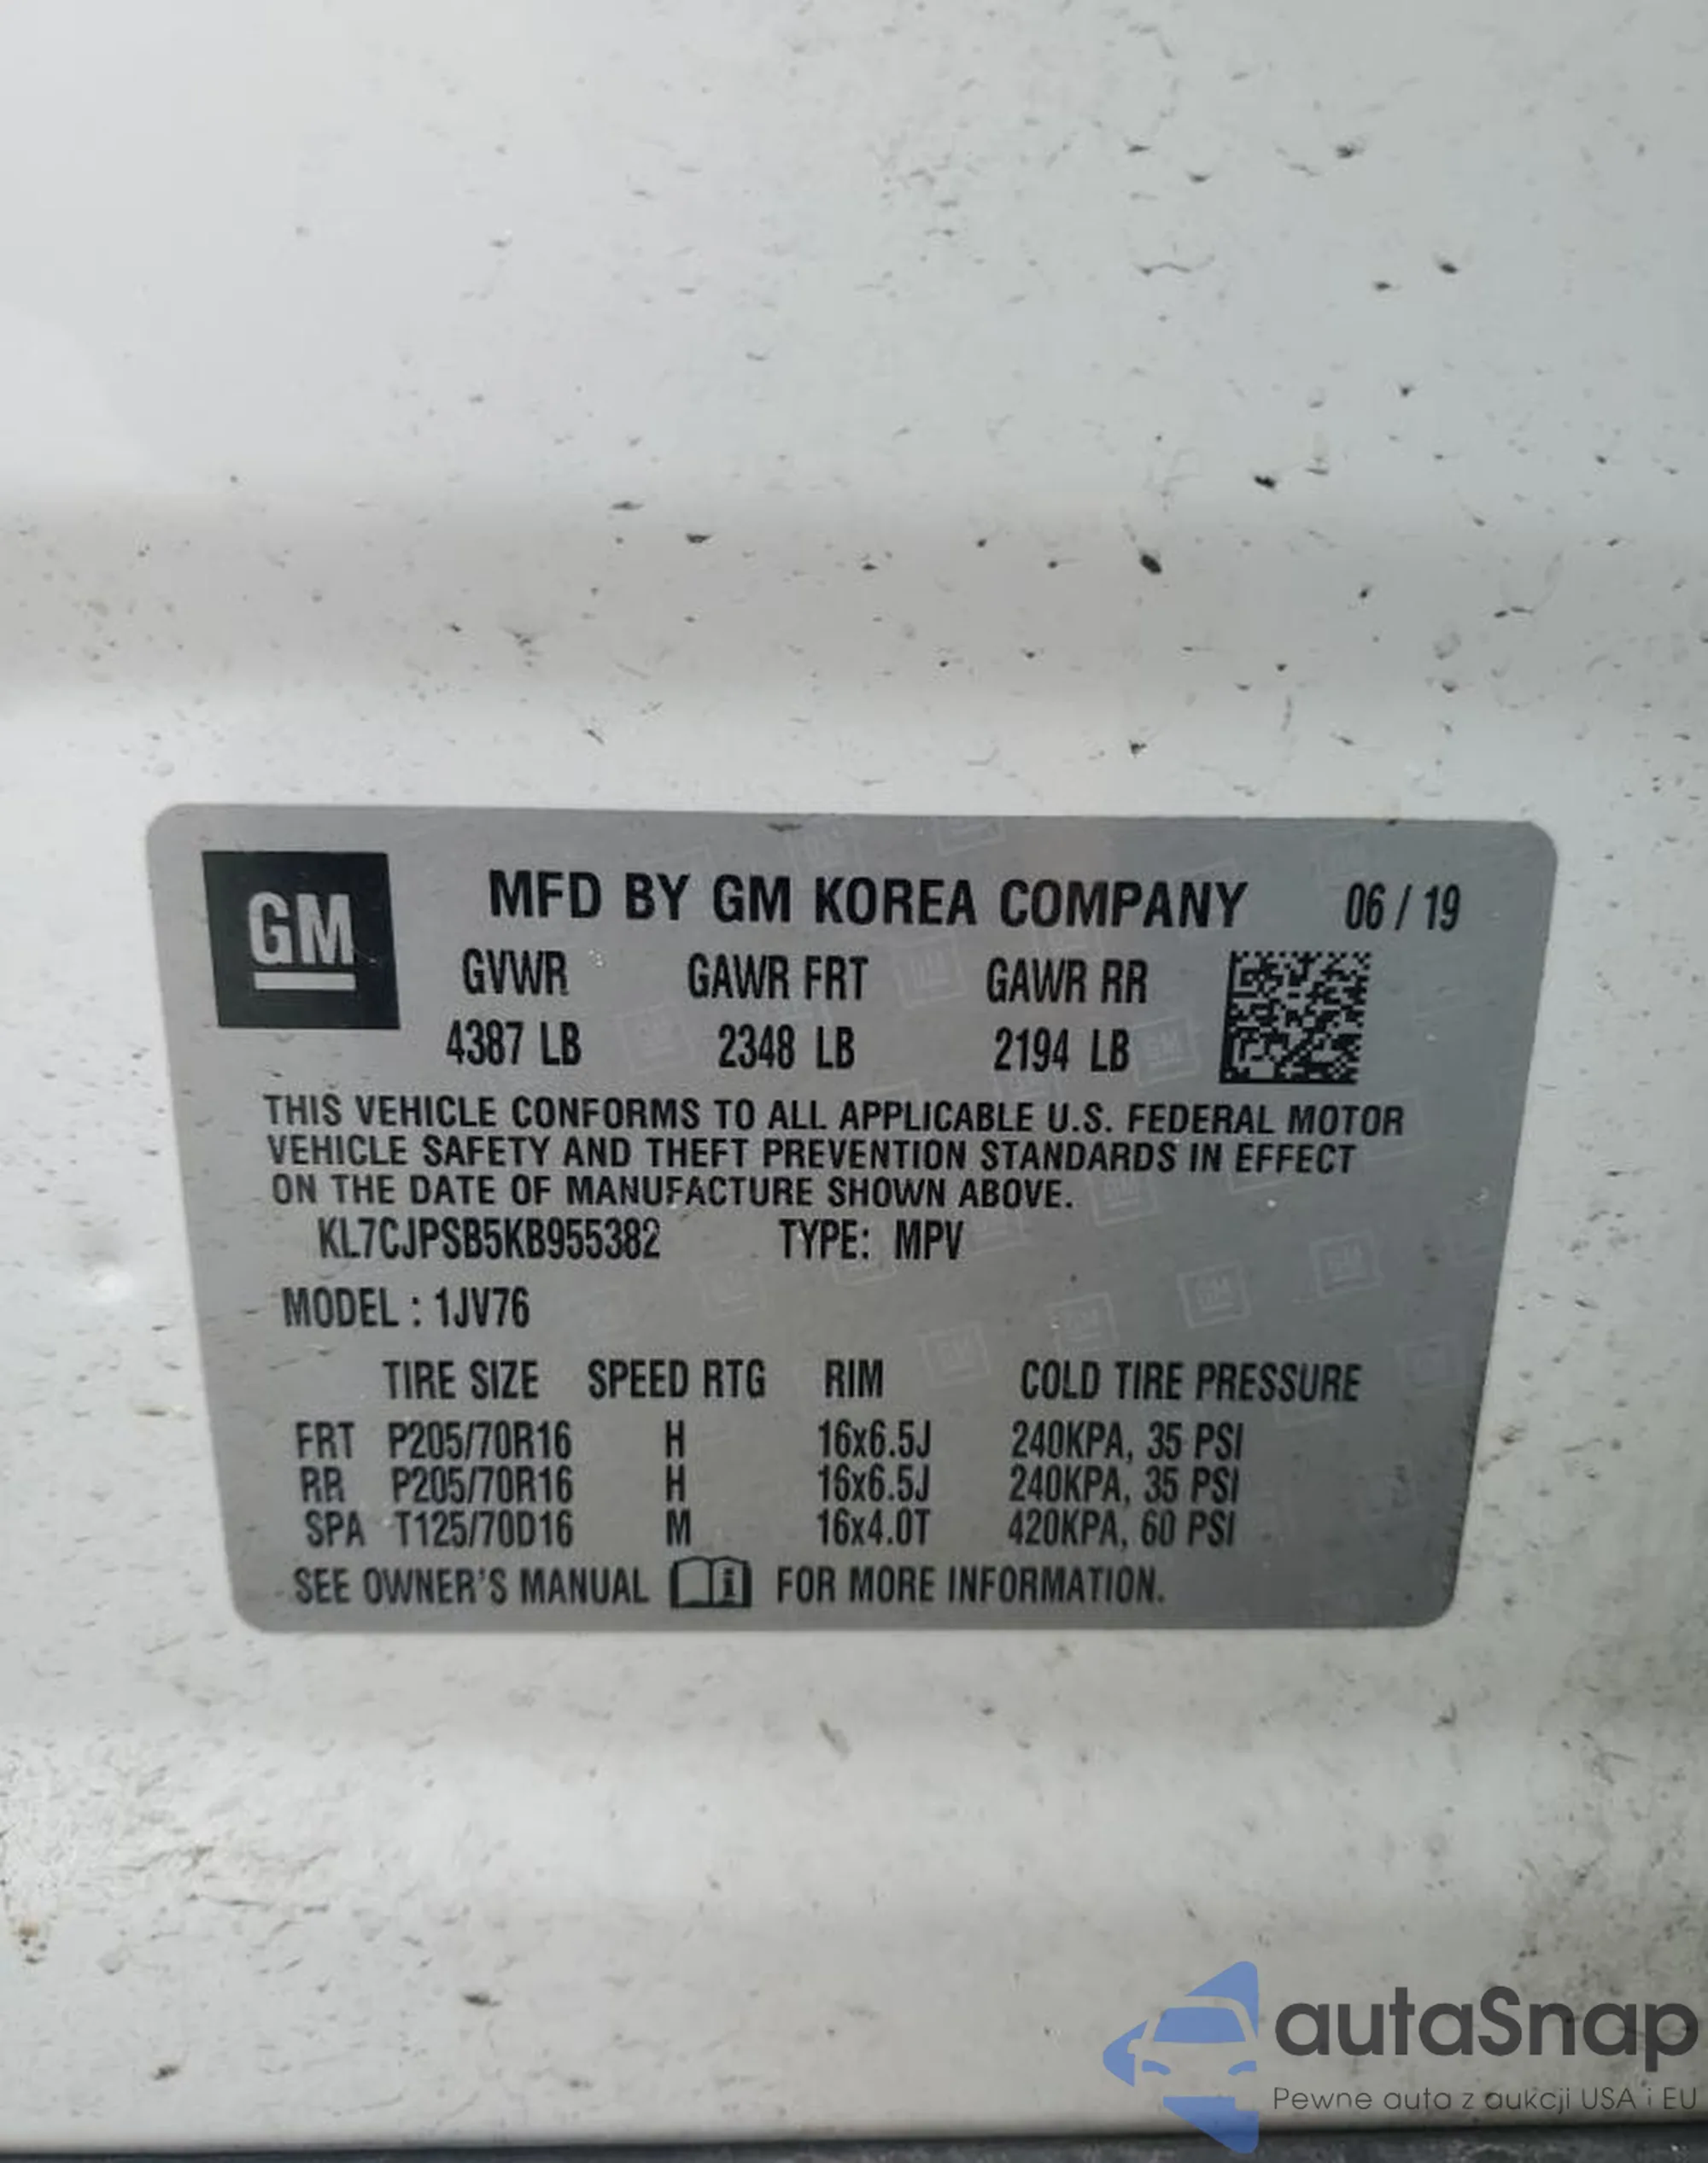 GM
MFD BY GM KOREA COMPANY 06 / 19
GVWR GAWR FRT GAWR RR
4387 LB 2348 LB 2194 LB
THIS VEHICLE CONFORMS TO ALL APPLICABLE U.S. FEDERAL MOTOR
VEHICLE SAFETY AND THEFT PREVENTION STANDARDS IN EFFECT
ON THE DATE OF MANUFACTURE SHOWN ABOVE.
KL7CJPSB5KB955382 TYPE: MPV
MODEL : 1JV76
TIRE SIZE SPEED RTG RIM COLD TIRE PRESSURE
FRT P205/70R16 H 16x6.5J 240KPA, 35 PSI
RR P205/70R16 H 16x6.5J 240KPA, 35 PSI
SPA T125/70D16 M 16x4.0T 420KPA, 60 PSI
SEE OWNER'S MANUAL i FOR MORE INFORMATION.
autaSnap
Pewne auta z aukcji USA i EU